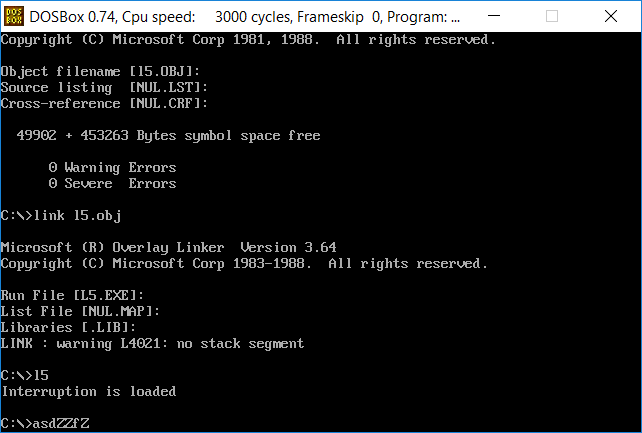 DOSBox 0.74, Cpu speed: 3000 cycles, Frameskip 0, Program: ...
Copyright (C) Microsoft Corp 1981, 1988. All rights reserved.
Object filename [l5.OBJ]:
Source listing [NUL.LST]:
Cross-reference [NUL.CRF]:
49902 + 453263 Bytes symbol space free
0 Warning Errors
0 Severe Errors
C:\>link l5.obj
Microsoft (R) Overlay Linker Version 3.64
Copyright (C) Microsoft Corp 1983-1988. All rights reserved.
Run File [L5.EXE]:
List File [NUL.MAP]:
Libraries [.LIB]:
LINK : warning L4021: no stack segment
C:\>l5
Interruption is loaded
C:\>asdZZfZ